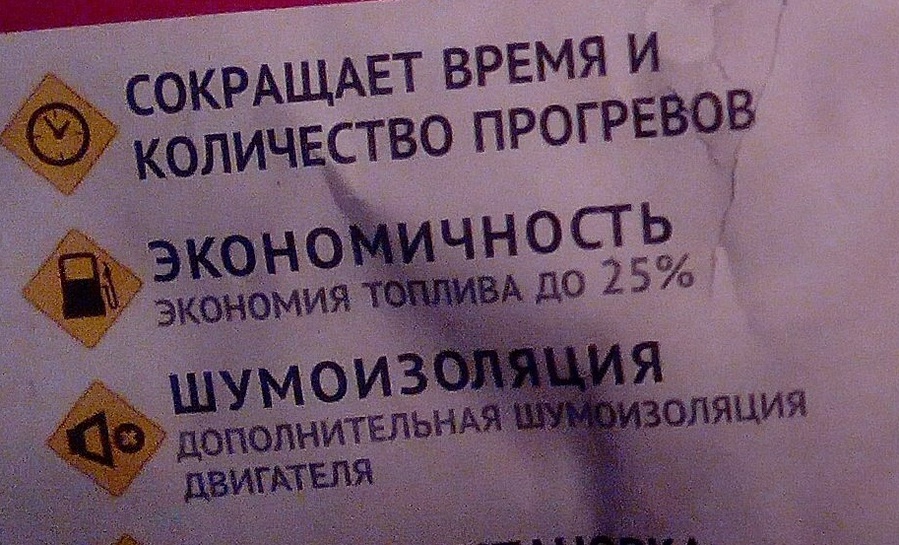 СОКРАЩАЕТ ВРЕМЯ И
КОЛИЧЕСТВО ПРОГРЕВОВ
ЭКОНОМИЧНОСТЬ
ЭКОНОМИЯ ТОПЛИВА ДО 25%
ШУМОИЗОЛЯЦИЯ
ДОПОЛНИТЕЛЬНАЯ ШУМОИЗОЛЯЦИЯ
ДВИГАТЕЛЯ